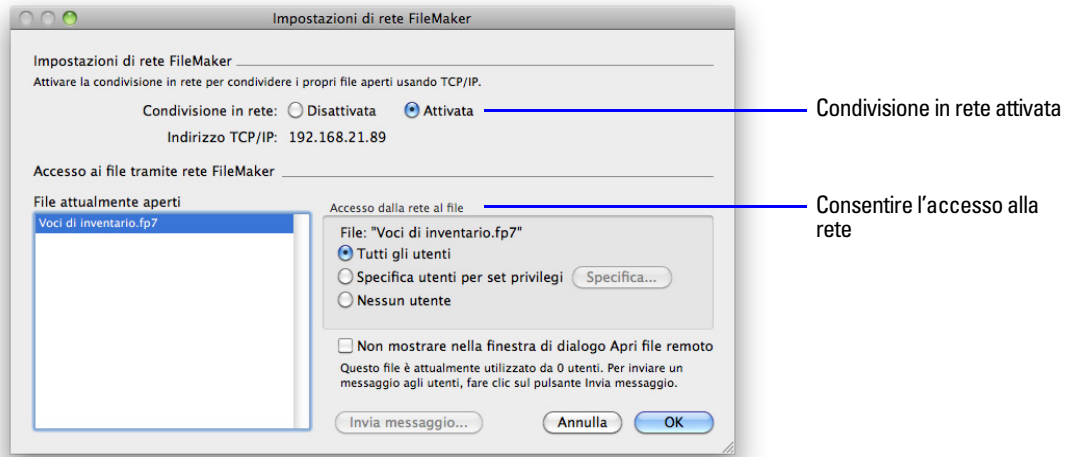 Impostazioni di rete FileMaker
Impostazioni di rete FileMaker
Attivare la condivisione in rete per condividere i propri file aperti usando TCP/IP.
Condivisione in rete: Disattivata Attivata
Condivisione in rete attivata
Indirizzo TCP/IP: 192.168.21.89
Accesso ai file tramite rete FileMaker
File attualmente aperti
Voci di inventario.fp7
Accesso dalla rete al file
Consentire l'accesso alla
rete
File: "Voci di inventario.fp7"
Tutti gli utenti
Specifica utenti per set privilegi Specifica...
Nessun utente
Non mostrare nella finestra di dialogo Apri file remoto
Questo file è attualmente utilizzato da 0 utenti. Per inviare un
messaggio agli utenti, fare clic sul pulsante Invia messaggio.
Invia messaggio... Annulla OK